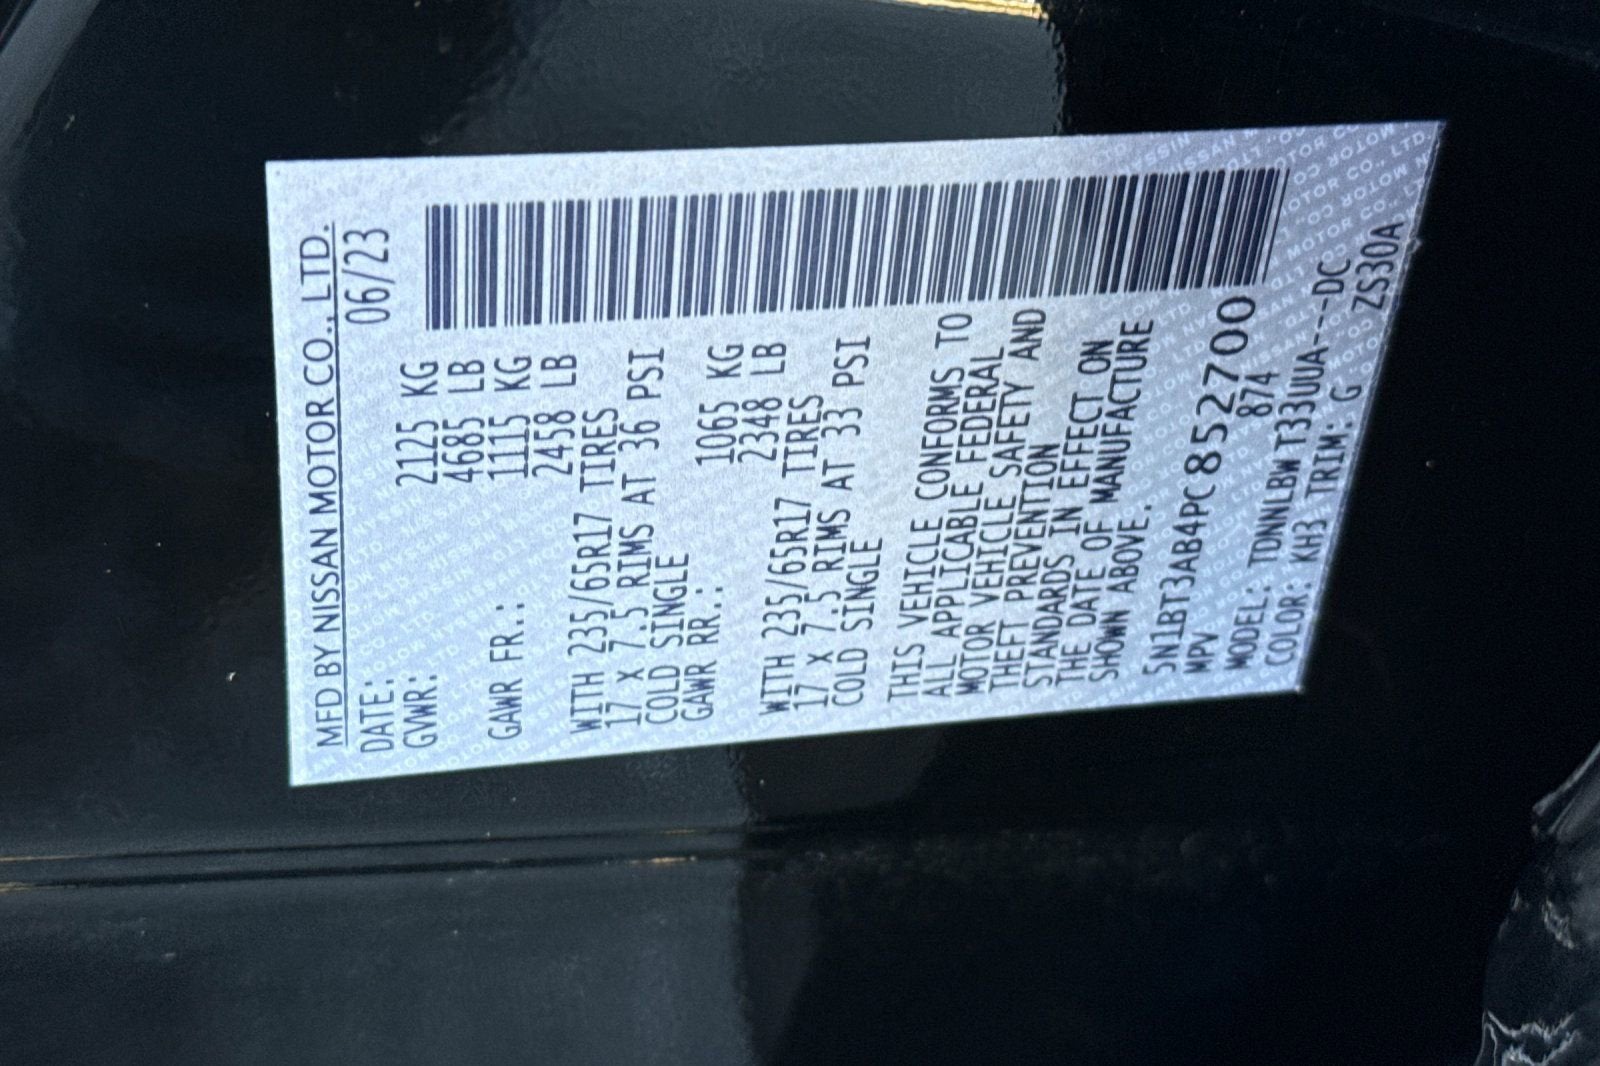 MFD BY NISSAN MOTOR CO., LTD.
DATE: 06/23
GVWR: 2125 KG
4685 LB
GAWR FR.: 1115 KG
2458 LB
WITH 235/65R17 TIRES
17 X 7.5 RIMS AT 36 PSI
COLD SINGLE
GAWR RR.: 1065 KG
2348 LB
WITH 235/65R17 TIRES
17 X 7.5 RIMS AT 33 PSI
COLD SINGLE
THIS VEHICLE CONFORMS TO
ALL APPLICABLE FEDERAL
MOTOR VEHICLE SAFETY AND
THEFT PREVENTION
STANDARDS IN EFFECT ON
THE DATE OF MANUFACTURE
SHOWN ABOVE.
5N1BT3AB4PC852700
MPV 874
MODEL: TDNNLBWT33UUA---DC
COLOR: KH3 TRIM: G ZS30A